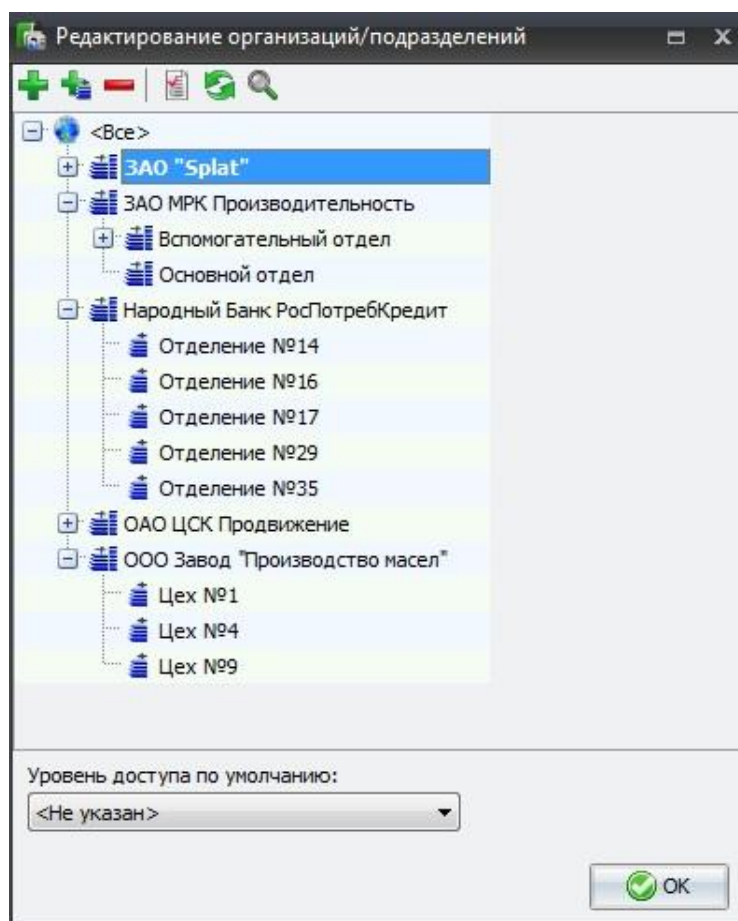 Редактирование организаций/подразделений
<Все>
ЗАО "Splat"
ЗАО МРК Производительность
Вспомогательный отдел
Основной отдел
Народный Банк РосПотребКредит
Отделение №14
Отделение №16
Отделение №17
Отделение №29
Отделение №35
ОАО ЦСК Продвижение
ООО Завод "Производство масел"
Цех №1
Цех №4
Цех №9
Уровень доступа по умолчанию:
<Не указан>
ОК